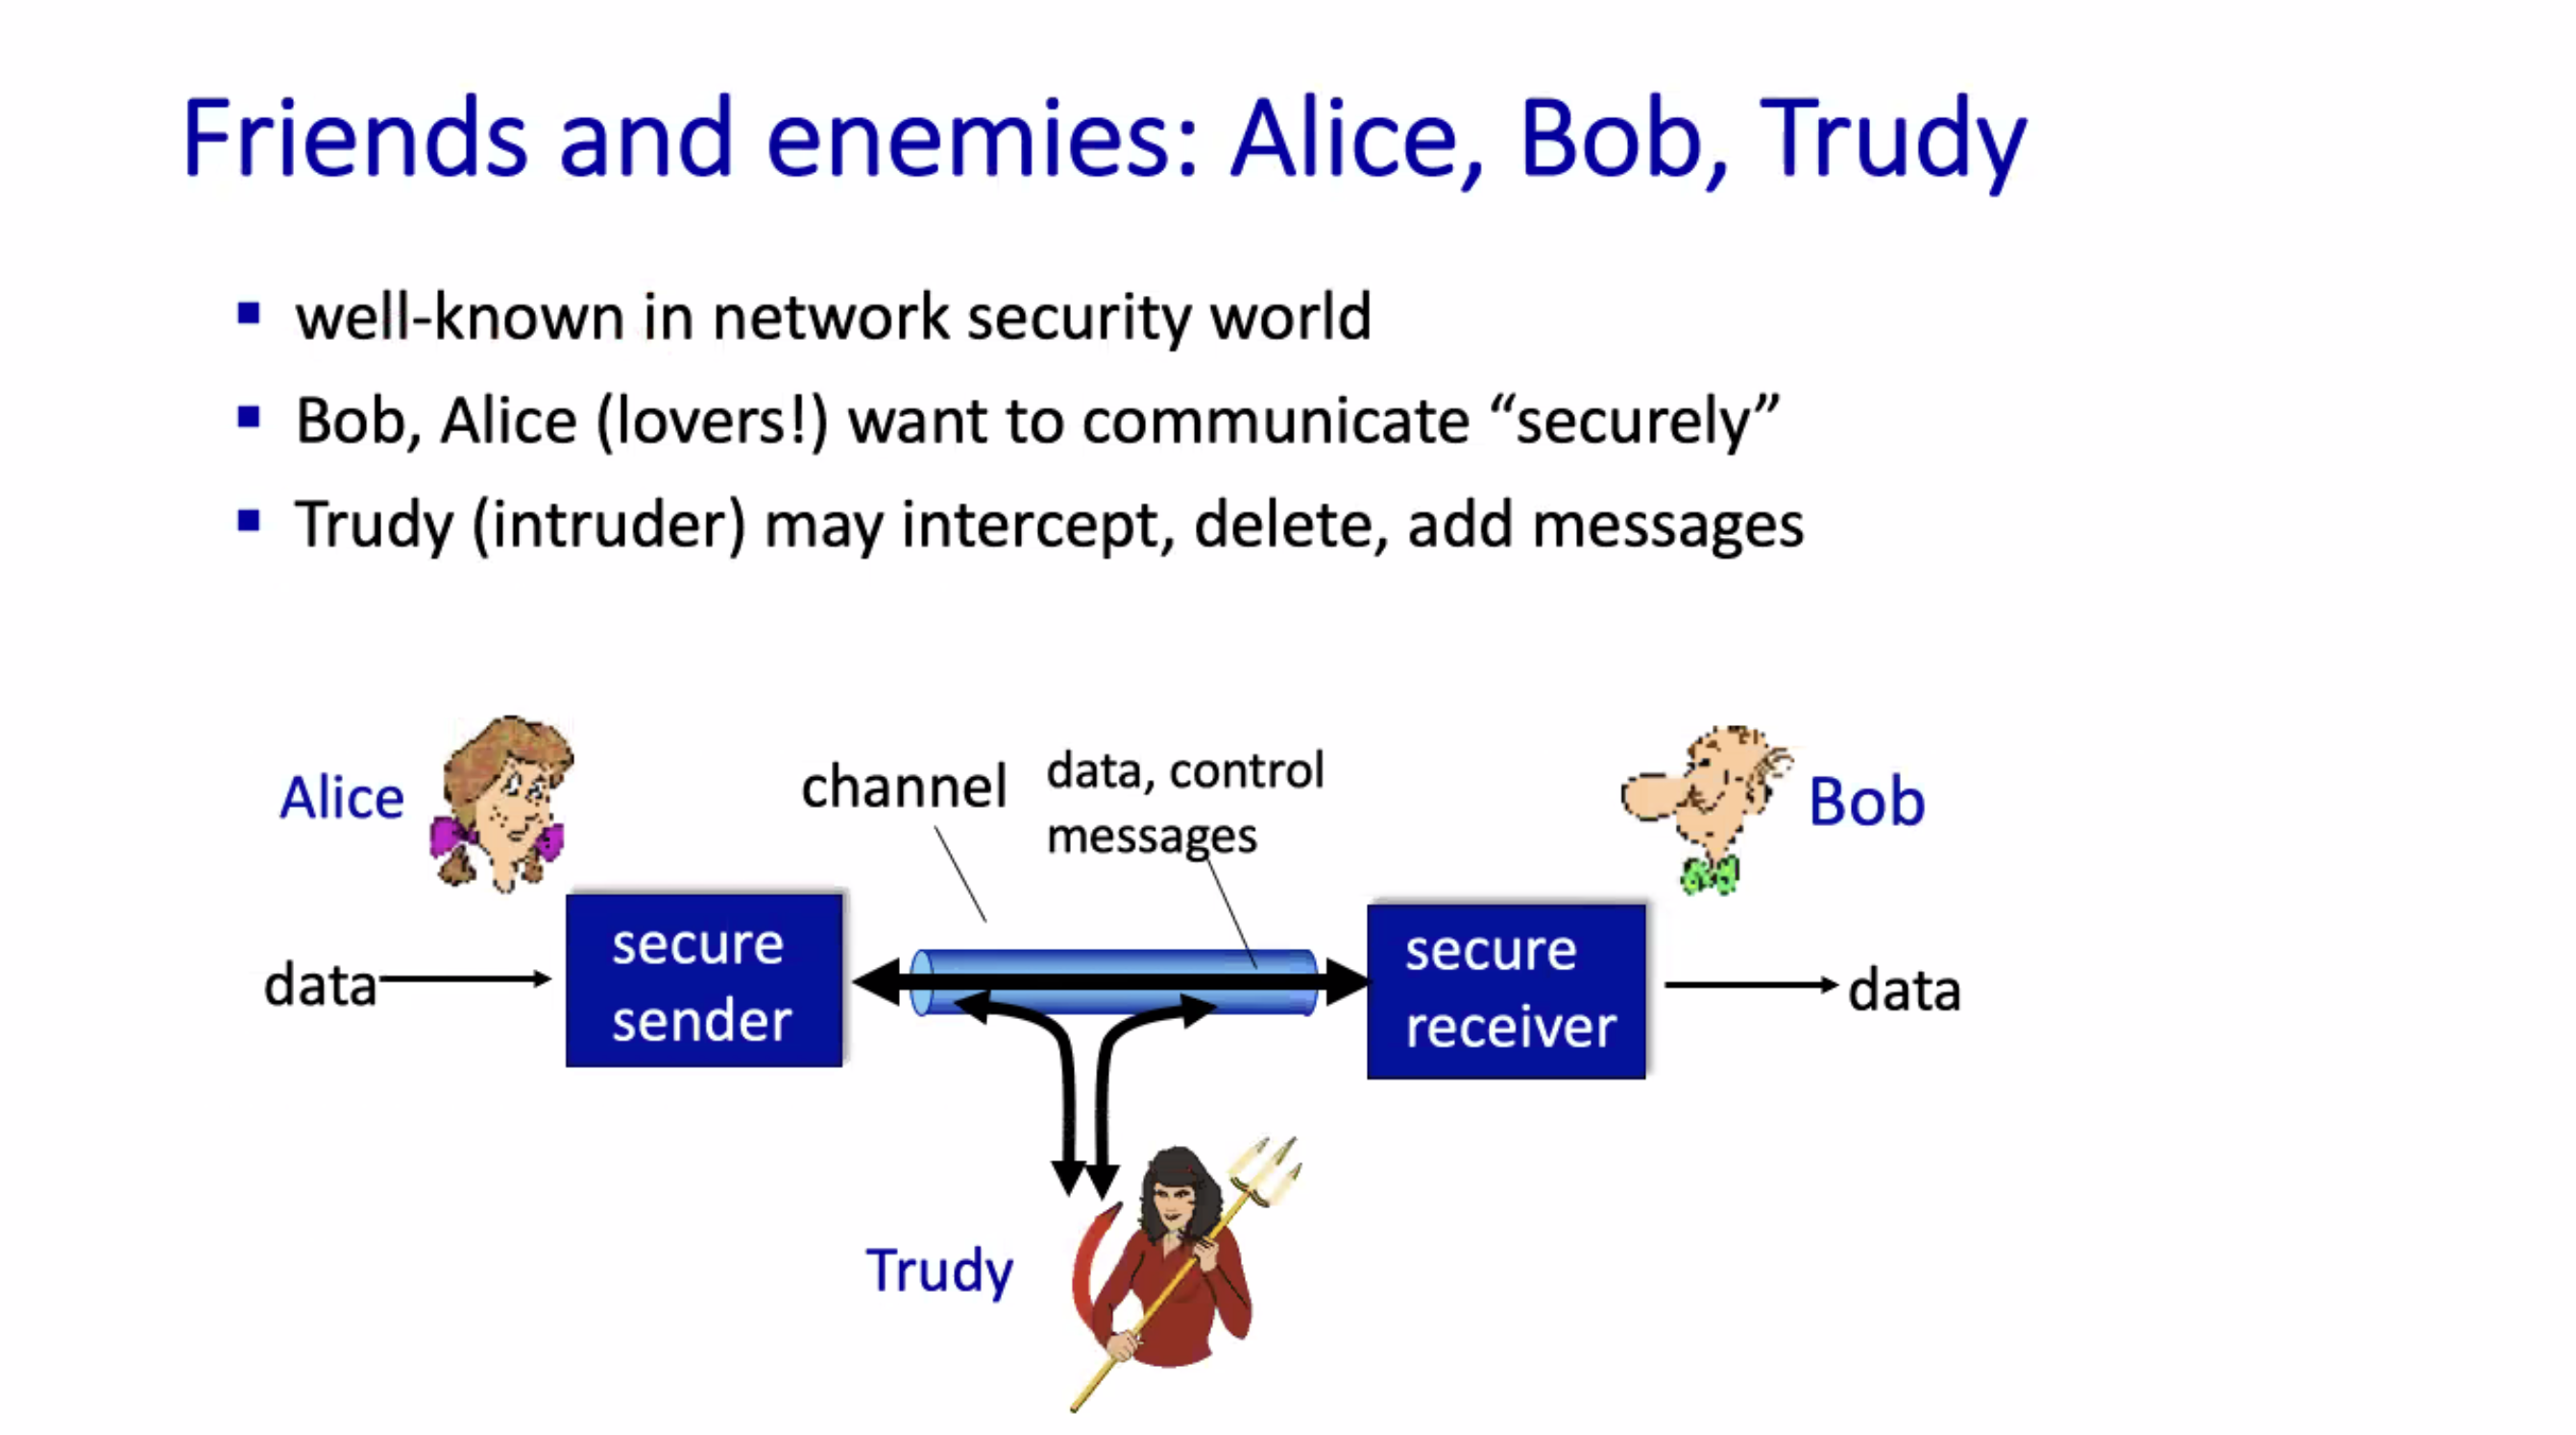 Friends and enemies: Alice, Bob, Trudy
well-known in network security world
Bob, Alice (lovers!) want to communicate “securely”
Trudy (intruder) may intercept, delete, add messages
Alice
channel
data, control
messages
Bob
data
secure
sender
secure
receiver
data
Trudy